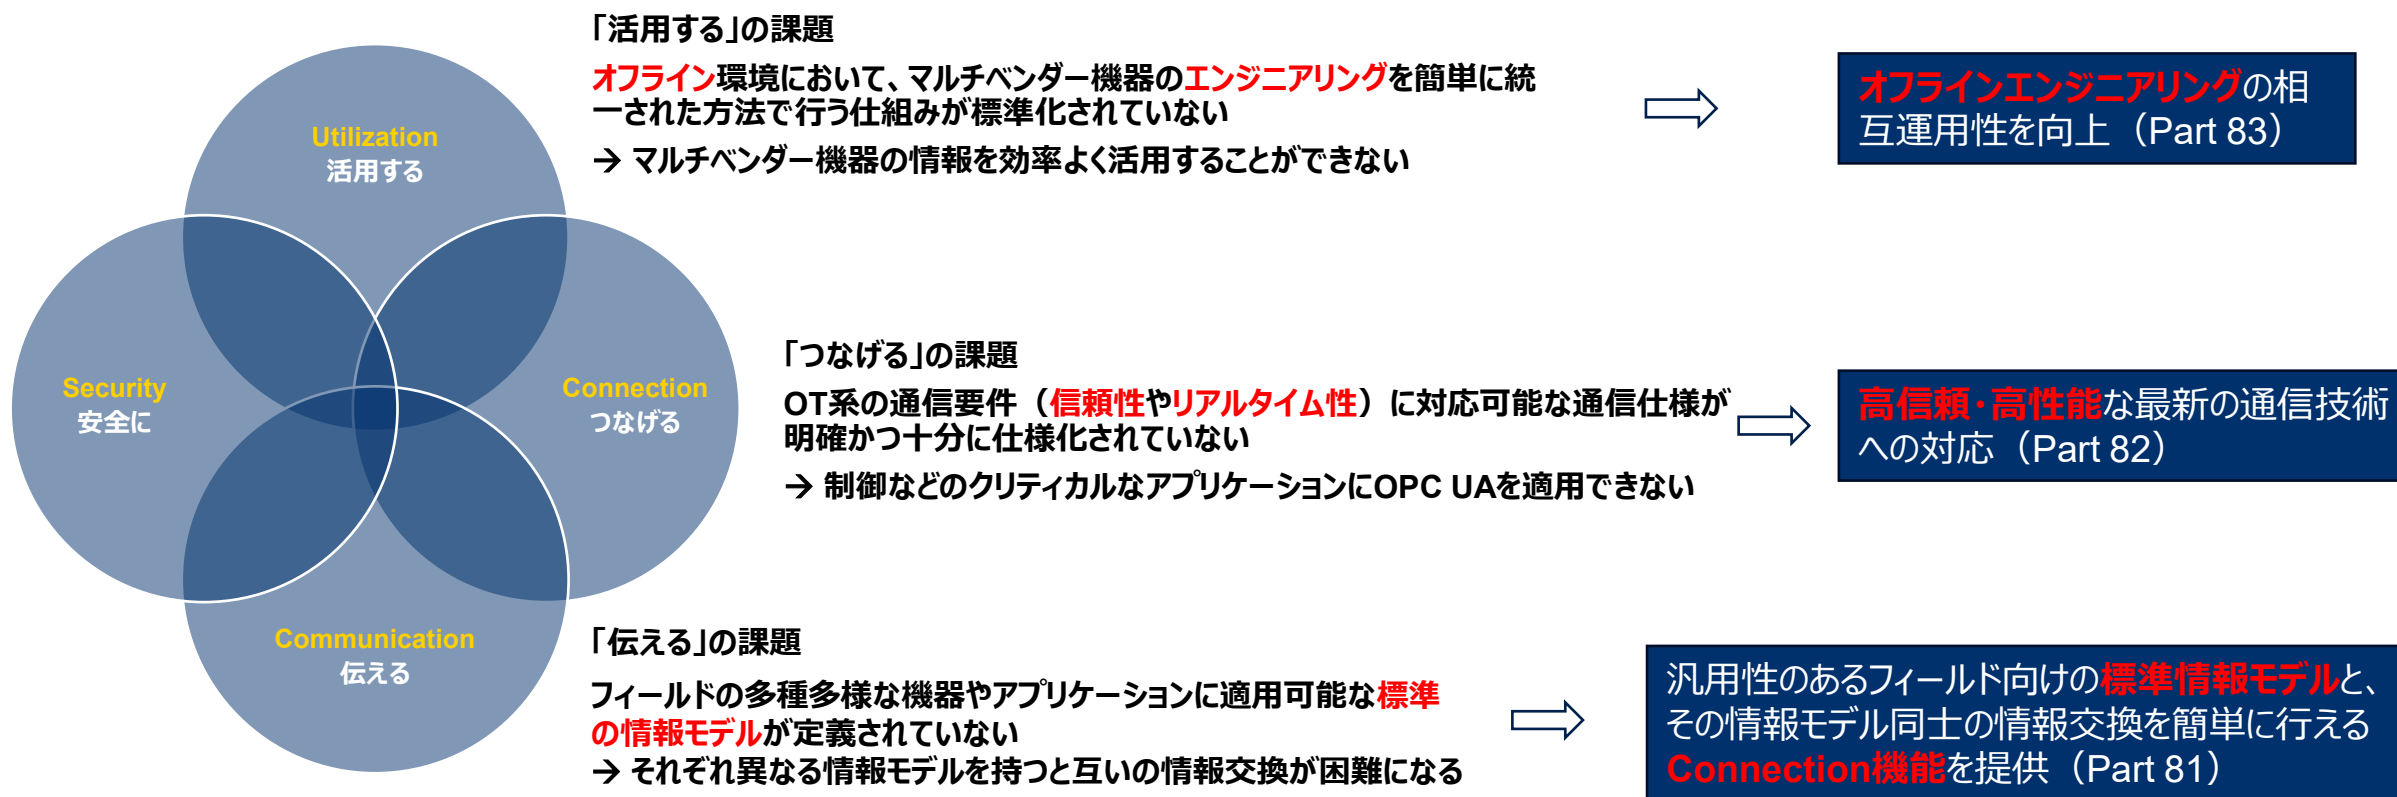 Utilization
活用する
Security
安全に
Connection
つなげる
Communication
伝える
「活用する」の課題
オフライン環境において、マルチベンダー機器のエンジニアリングを簡単に統
一された方法で行う仕組みが標準化されていない
→ マルチベンダー機器の情報を効率よく活用することができない
オフラインエンジニアリングの相
互運用性を向上（Part 83）
「つなげる」の課題
OT系の通信要件（信頼性やリアルタイム性）に対応可能な通信仕様が
明確かつ十分に仕様化されていない
→ 制御などのクリティカルなアプリケーションにOPC UAを適用できない
高信頼・高性能な最新の通信技術
への対応（Part 82）
「伝える」の課題
フィールドの多種多様な機器やアプリケーションに適用可能な標準
の情報モデルが定義されていない
→ それぞれ異なる情報モデルを持つと互いの情報交換が困難になる
汎用性のあるフィールド向けの標準情報モデルと、
その情報モデル同士の情報交換を簡単に行える
Connection機能を提供（Part 81）